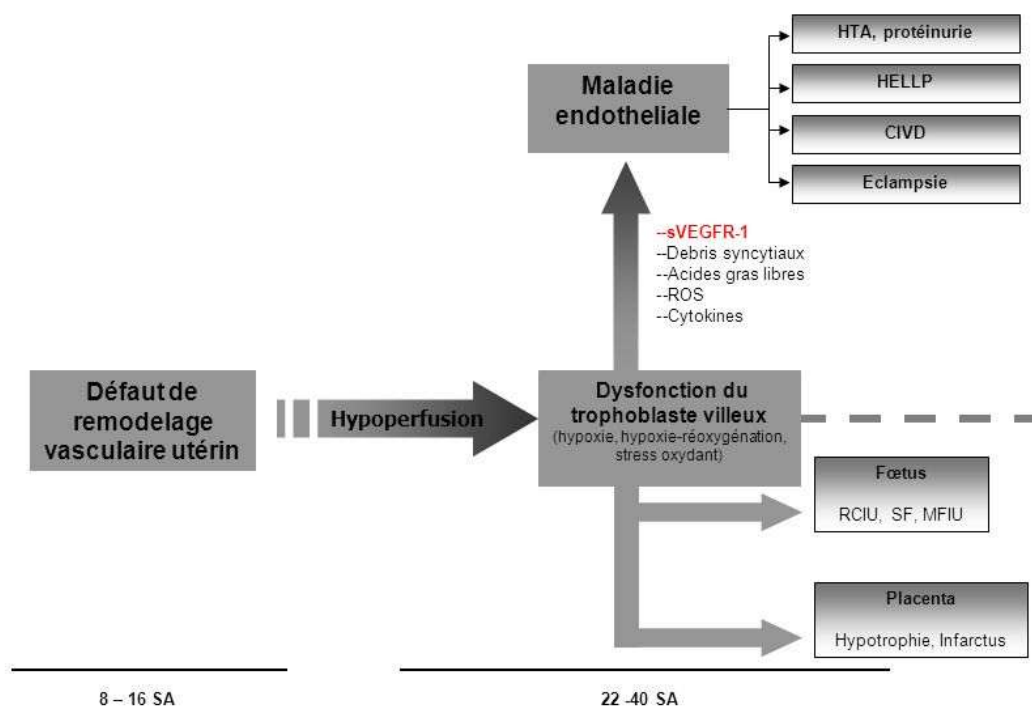 HTA, protéinurie
HELLP
CIVD
Eclampsie
Maladie
endotheliale
--sVEGFR-1
--Debris syncytiaux
--Acides gras libres
--ROS
--Cytokines
Défaut de
remodelage
vasculaire utérin
Hypoperfusion
Dysfonction du
trophoblaste villeux
(hypoxie, hypoxie-réoxygénation,
stress oxydant)
Fœtus
RCIU, SF, MFIU
Placenta
Hypotrophie, Infarctus
8 – 16 SA
22 -40 SA